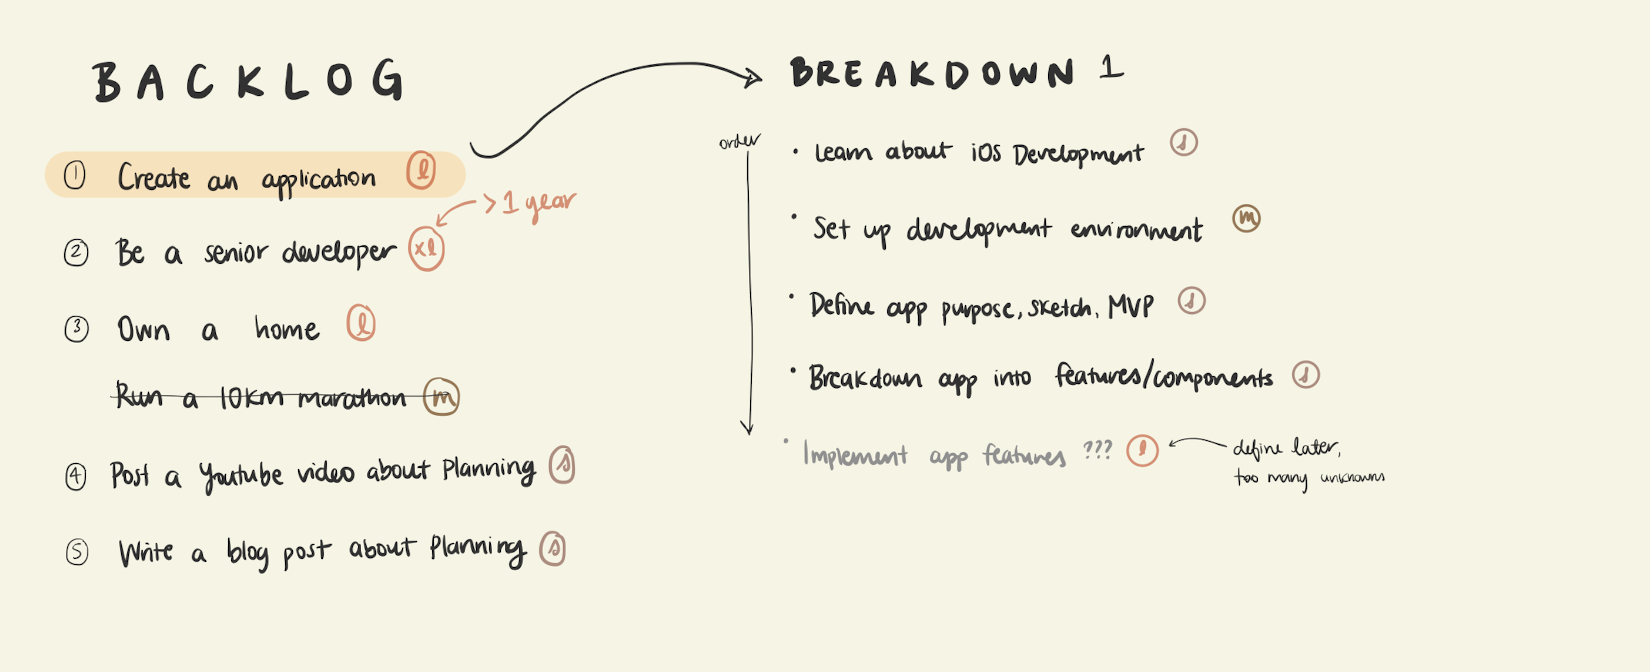 BACKLOG
① Create an application l
> 1 year
② Be a senior developer xl
③ Own a home l
Run a 10km marathon m
④ Post a Youtube video about Planning s
⑤ Write a blog post about Planning s
BREAKDOWN 1
order
• Learn about iOS Development s
• Set up development environment m
• Define app purpose, sketch, MVP s
• Breakdown app into features/components s
• Implement app features ??? l
define later,
too many unknowns